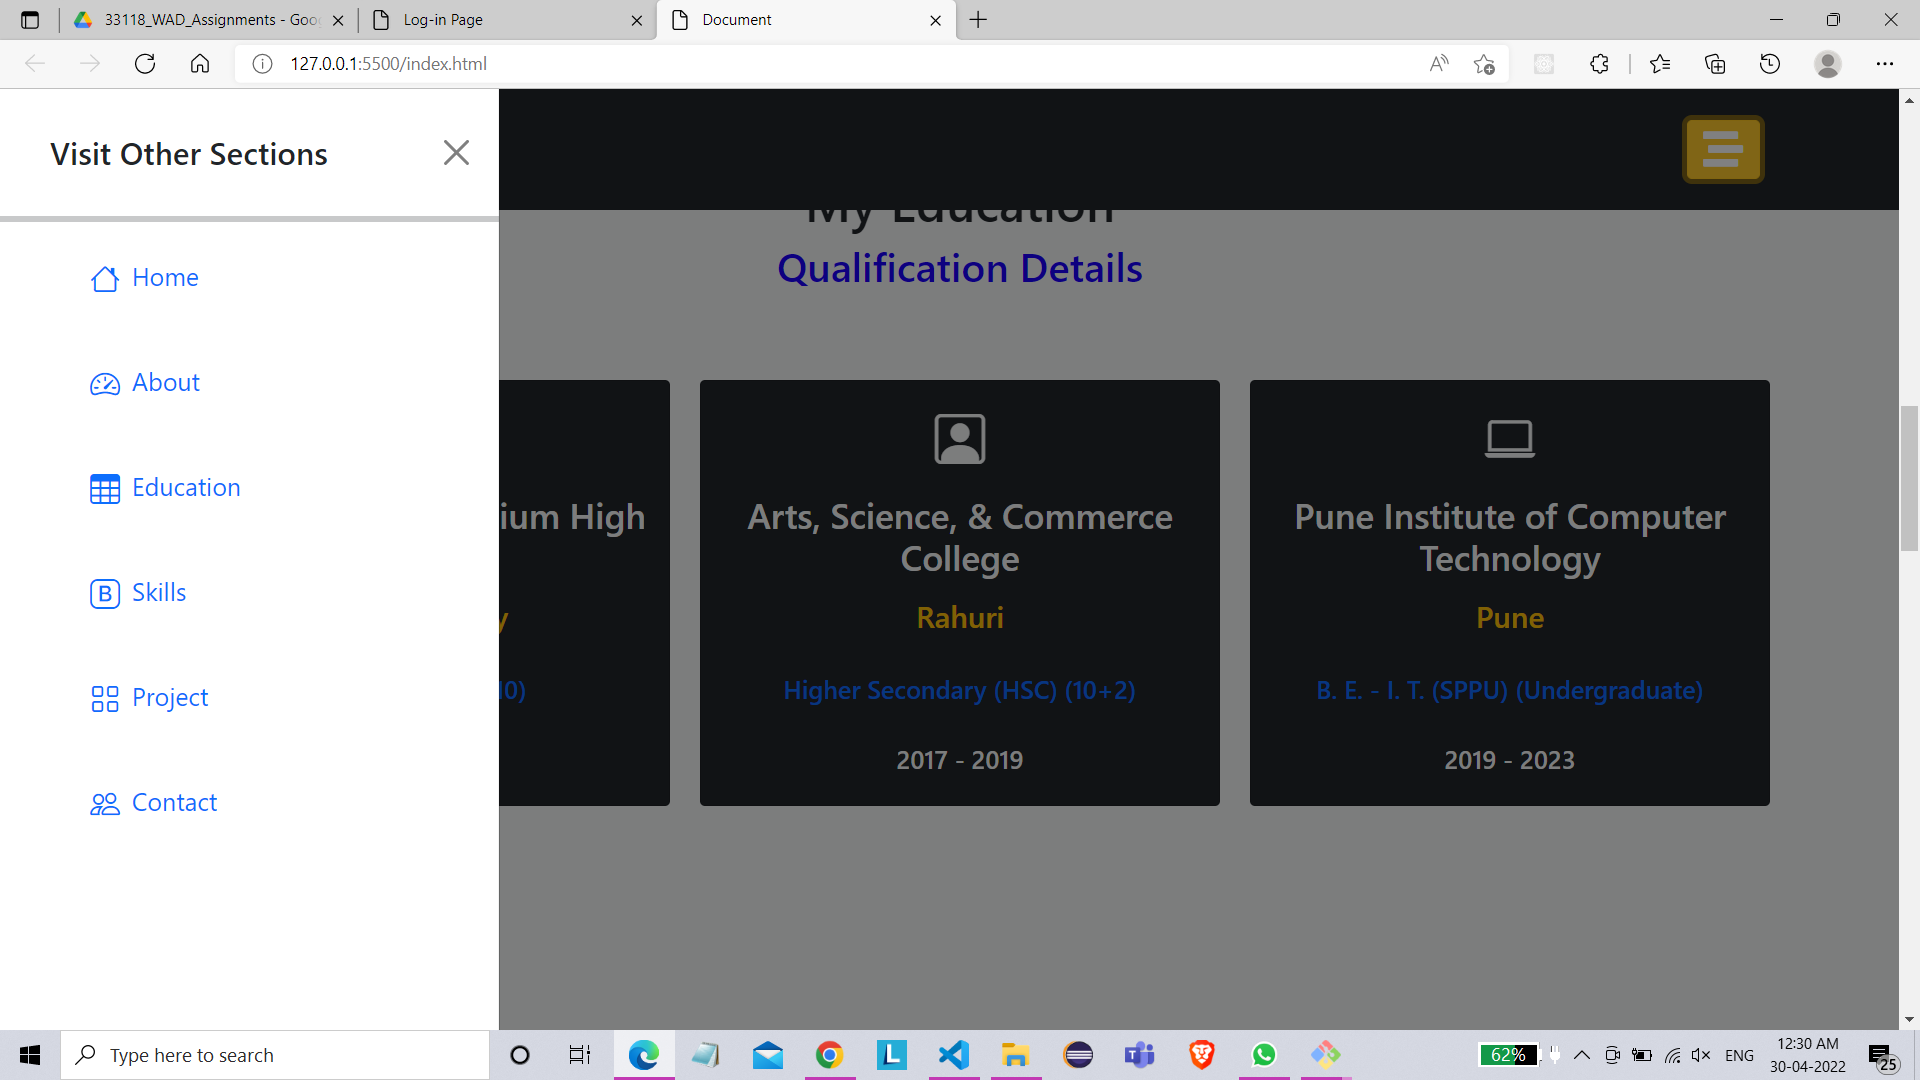 33118_WAD_Assignments - Goo
Log-in Page
Document
127.0.0.1:5500/index.html
Visit Other Sections
Home
About
Education
Skills
Project
Contact
My Education
Qualification Details
ium High
y
10)
Arts, Science, & Commerce
College
Rahuri
Higher Secondary (HSC) (10+2)
2017 - 2019
Pune Institute of Computer
Technology
Pune
B. E. - I. T. (SPPU) (Undergraduate)
2019 - 2023
Type here to search
62%
ENG
12:30 AM
30-04-2022
25